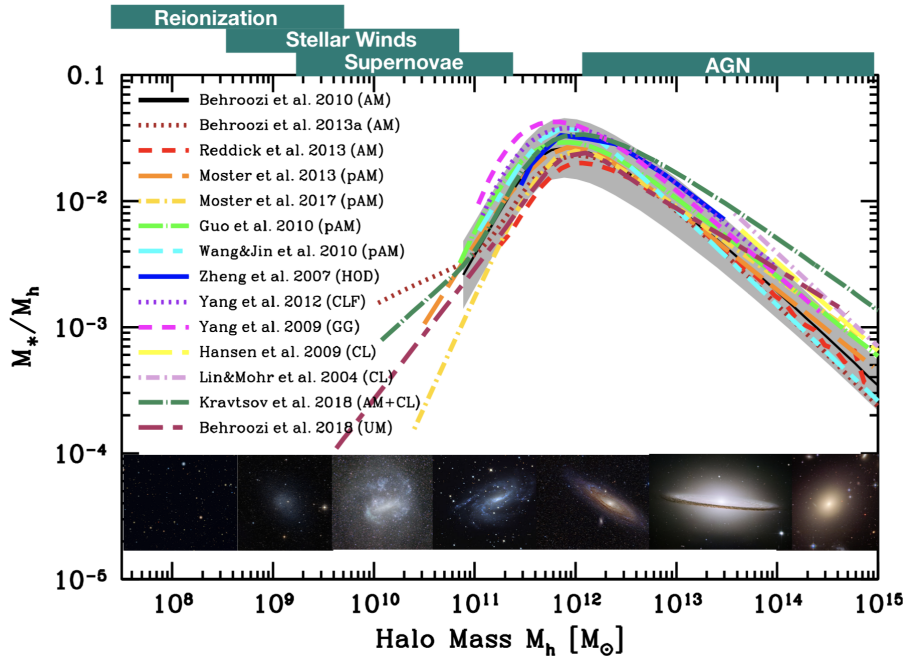 Reionization
Stellar Winds
Supernovae
AGN
0.1
10⁻²
10⁻³
10⁻⁴
10⁻⁵
M*/Mh
Behroozi et al. 2010 (AM)
Behroozi et al. 2013a (AM)
Reddick et al. 2013 (AM)
Moster et al. 2013 (pAM)
Moster et al. 2017 (pAM)
Guo et al. 2010 (pAM)
Wang&Jin et al. 2010 (pAM)
Zheng et al. 2007 (HOD)
Yang et al. 2012 (CLF)
Yang et al. 2009 (GG)
Hansen et al. 2009 (CL)
Lin&Mohr et al. 2004 (CL)
Kravtsov et al. 2018 (AM+CL)
Behroozi et al. 2018 (UM)
10⁸ 10⁹ 10¹⁰ 10¹¹ 10¹² 10¹³ 10¹⁴ 10¹⁵
Halo Mass Mh [M⊙]